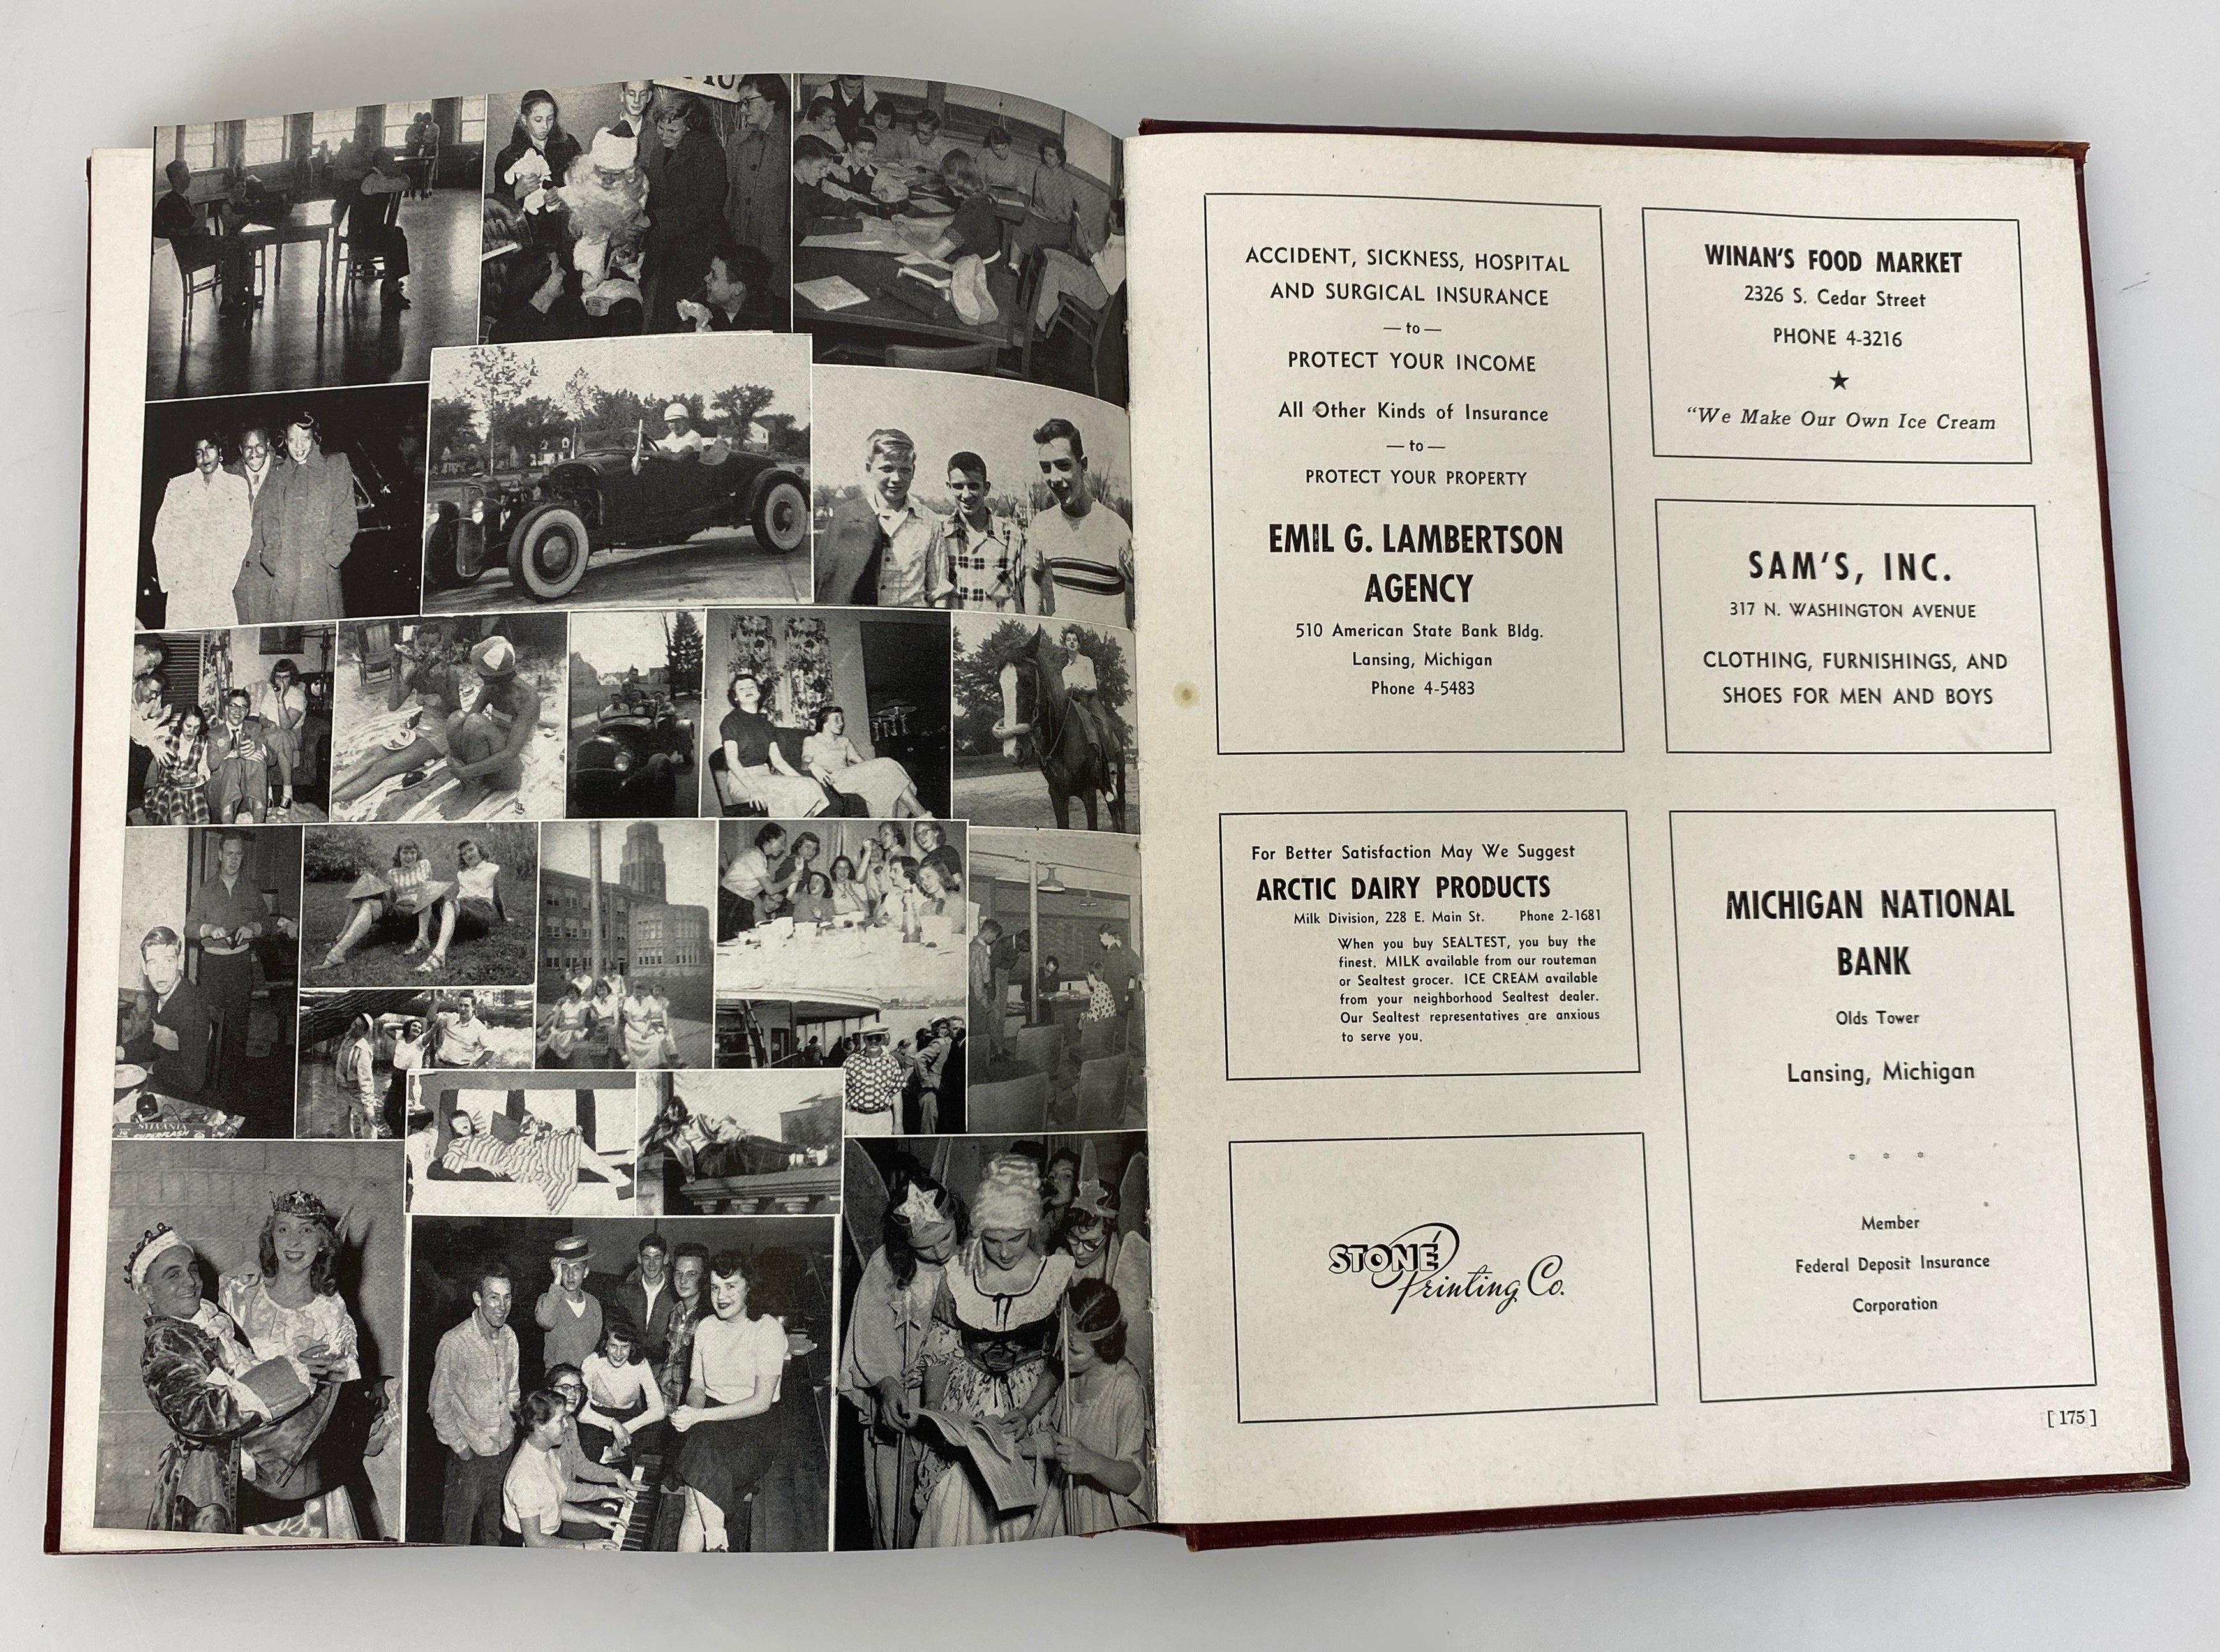 SYLVANIA
SUPERFLASH
ACCIDENT, SICKNESS, HOSPITAL
AND SURGICAL INSURANCE
— to —
PROTECT YOUR INCOME
All Other Kinds of Insurance
— to —
PROTECT YOUR PROPERTY
EMIL G. LAMBERTSON
AGENCY
510 American State Bank Bldg.
Lansing, Michigan
Phone 4-5483
For Better Satisfaction May We Suggest
ARCTIC DAIRY PRODUCTS
Milk Division, 228 E. Main St. Phone 2-1681
When you buy SEALTEST, you buy the
finest. MILK available from our routeman
or Sealtest grocer. ICE CREAM available
from your neighborhood Sealtest dealer.
Our Sealtest representatives are anxious
to serve you.
STONE
Printing Co.
WINAN'S FOOD MARKET
2326 S. Cedar Street
PHONE 4-3216
★
"We Make Our Own Ice Cream
SAM'S, INC.
317 N. WASHINGTON AVENUE
CLOTHING, FURNISHINGS, AND
SHOES FOR MEN AND BOYS
MICHIGAN NATIONAL
BANK
Olds Tower
Lansing, Michigan
* * *
Member
Federal Deposit Insurance
Corporation
[ 175 ]